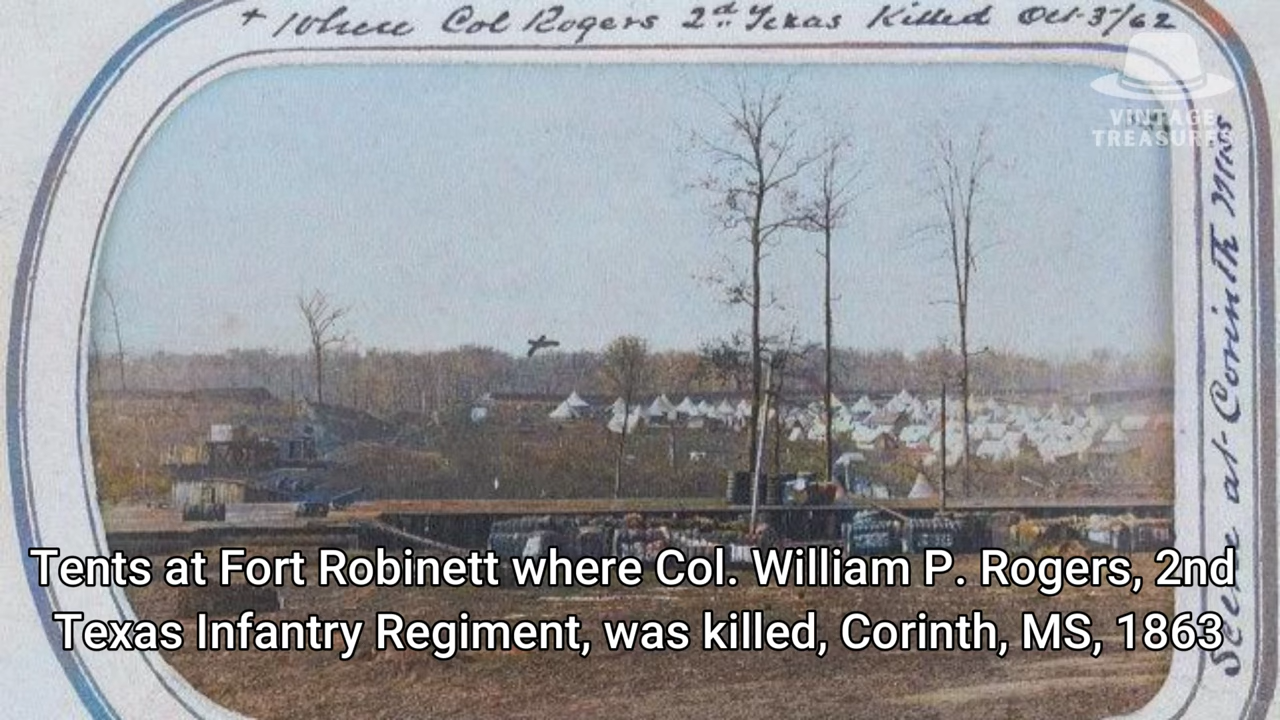 + Where Col Rogers 2d Texas Killed Oct-3-/62
VINTAGE
TREASURES
Scene at Corinth Miss
Tents at Fort Robinett where Col. William P. Rogers, 2nd
Texas Infantry Regiment, was killed, Corinth, MS, 1863